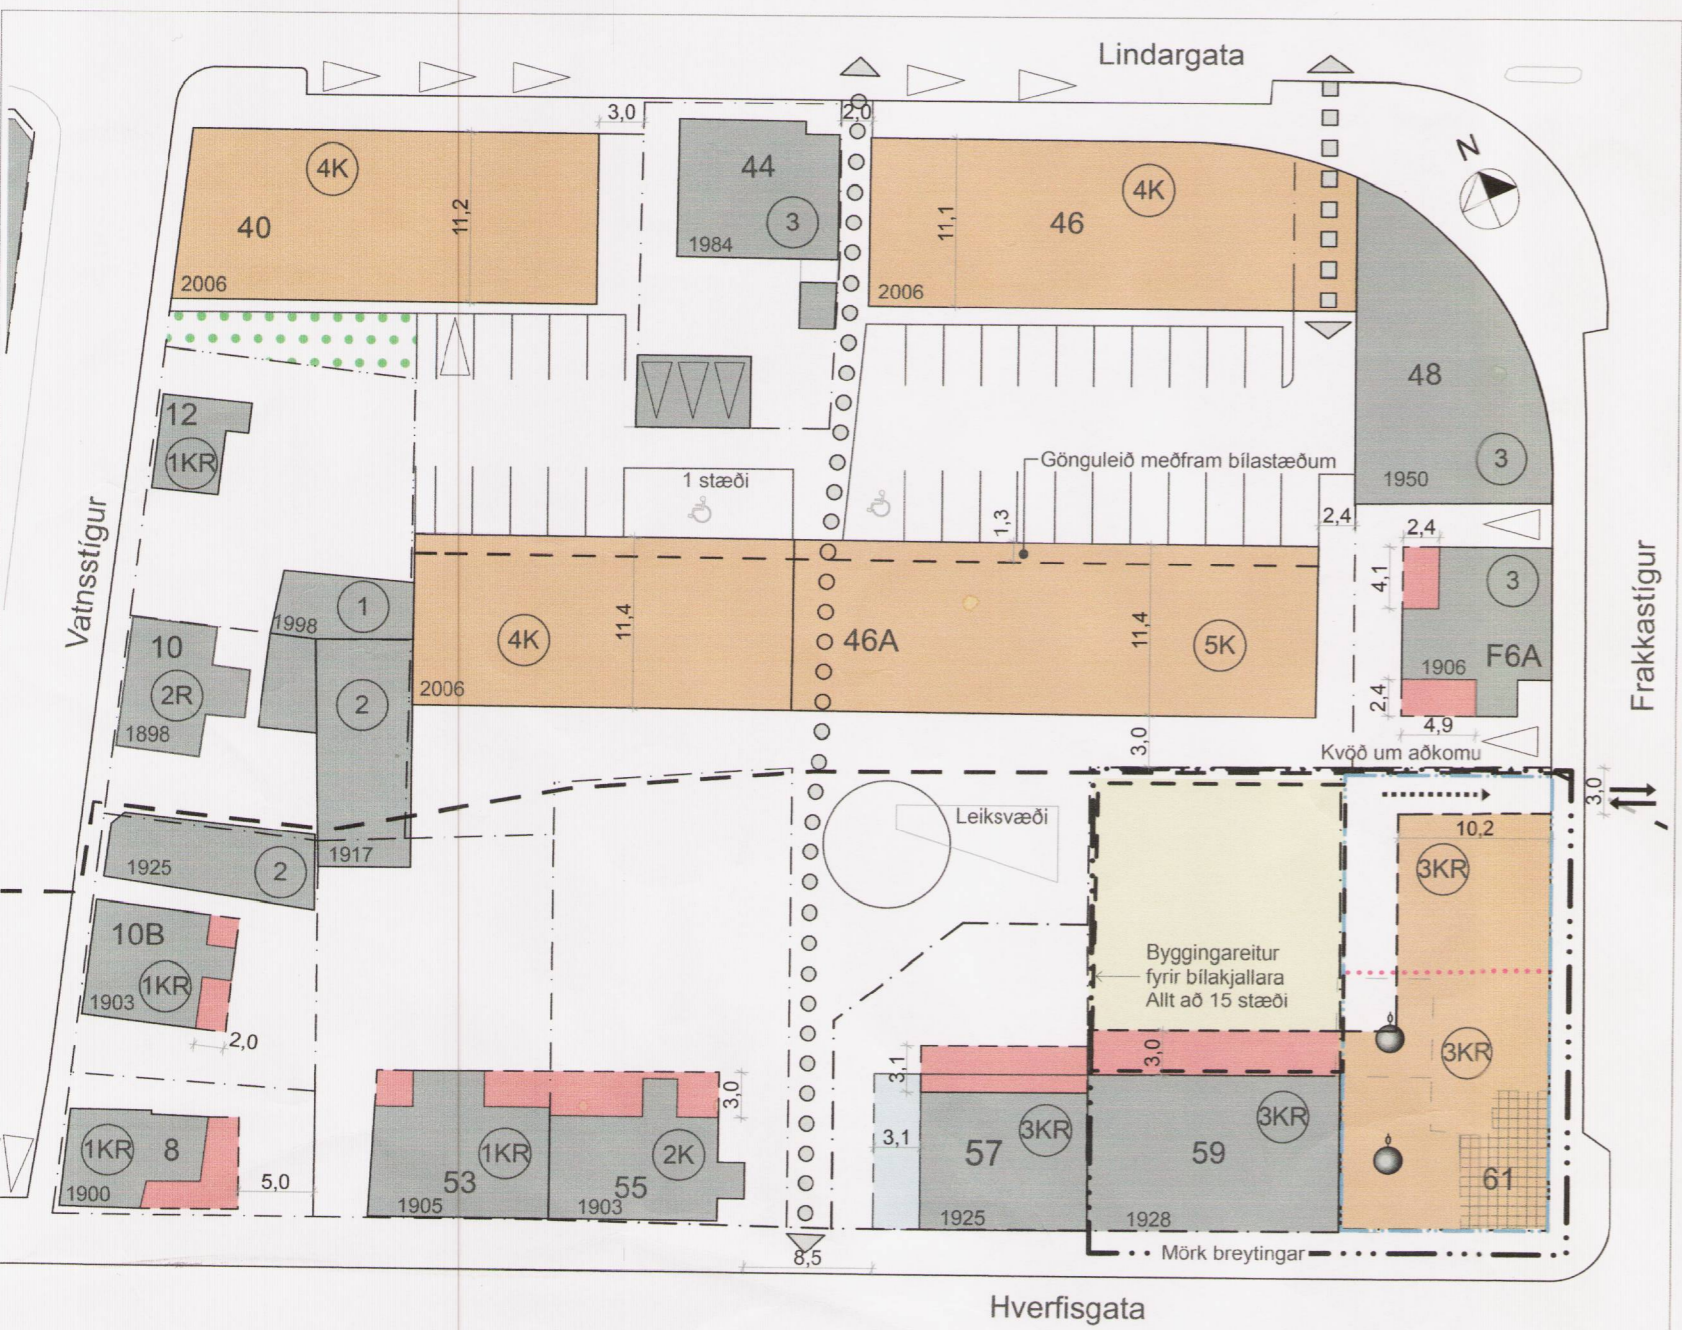 Lindargata
3,0
2,0
N
4K
40
11,2
2006
44
3
1984
4K
46
11,1
2006
48
3
1950
12
1KR
1 stæði
Gönguleið meðfram bílastæðum
1,3
2,4
2,4
4,1
3
1906
F6A
2,4
4,9
Vatnsstígur
Frakkastígur
1
1998
10
2R
1898
2
4K
11,4
2006
46A
11,4
5K
3,0
Kvöð um aðkomu
3,0
1917
1925
2
Leiksvæði
10,2
3KR
10B
1KR
1903
2,0
Byggingareitur
fyrir bílakjallara
Allt að 15 stæði
3KR
3,0
3,1
3,0
1KR
8
1900
5,0
1KR
53
1905
2K
55
1903
3,1
57
3KR
1925
59
3KR
1928
61
Mörk breytingar
8,5
Hverfisgata